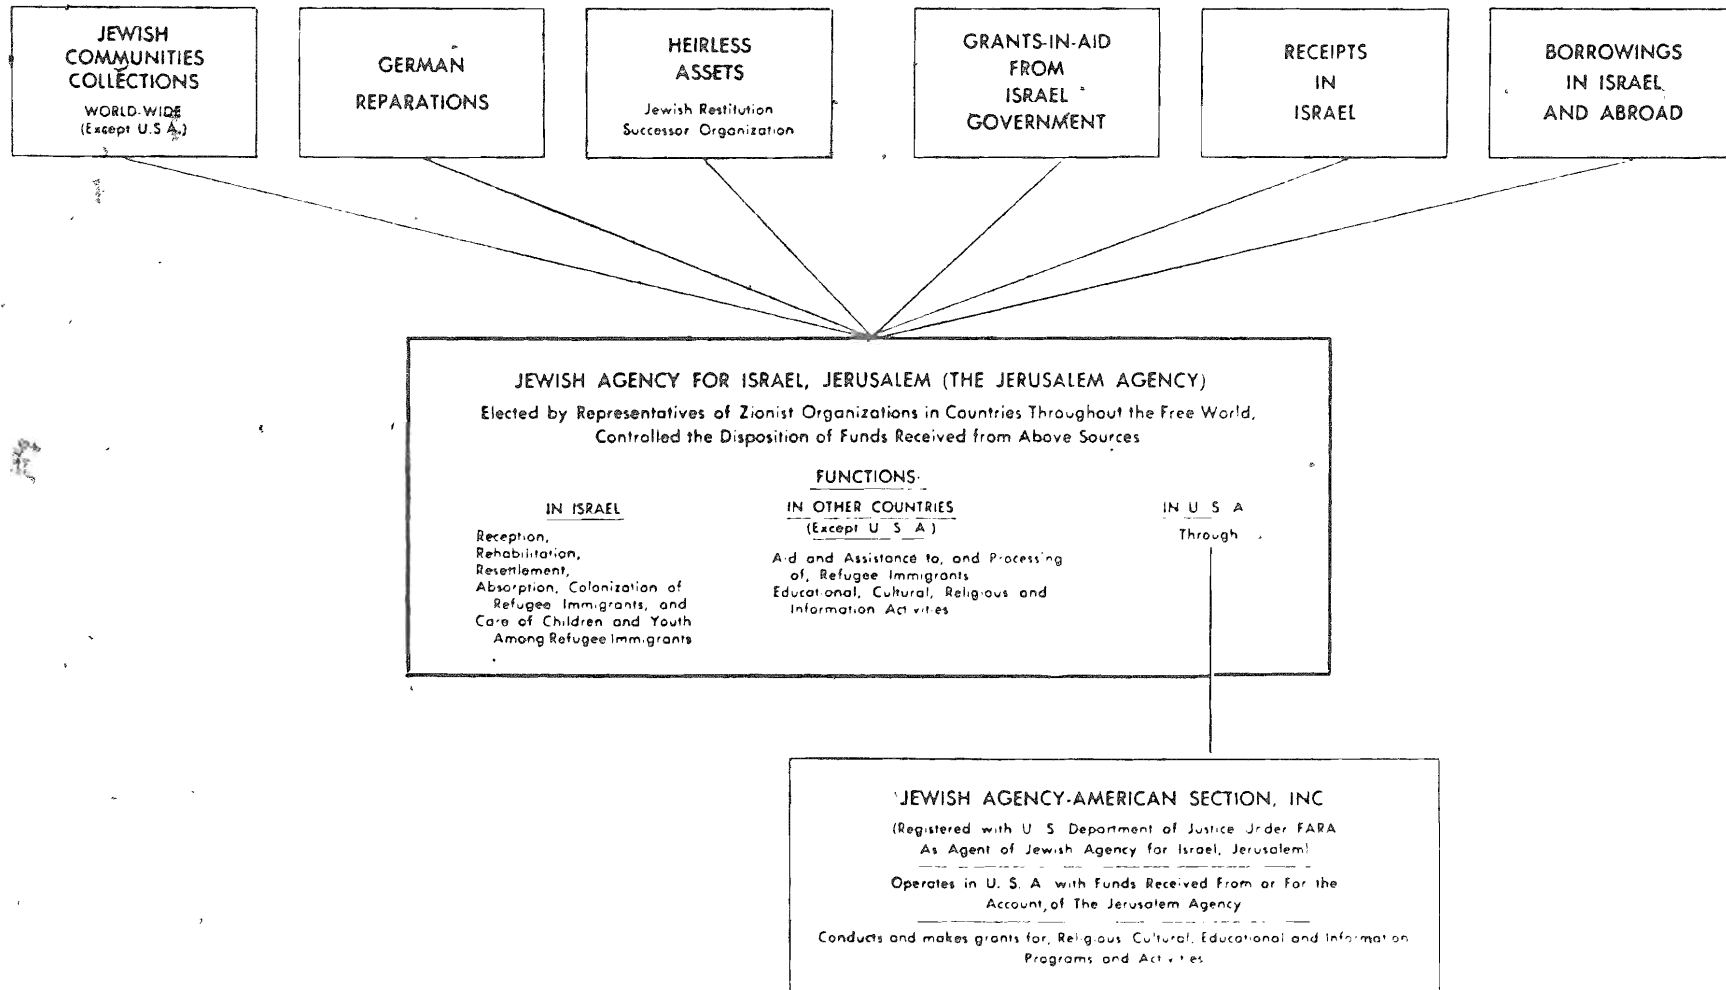 JEWISH
COMMUNITIES
COLLECTIONS
WORLD-WIDE
(Except U.S.A.)
GERMAN
REPARATIONS
HEIRLESS
ASSETS
Jewish Restitution
Successor Organization
GRANTS-IN-AID
FROM
ISRAEL
GOVERNMENT
RECEIPTS
IN
ISRAEL
BORROWINGS
IN ISRAEL
AND ABROAD
JEWISH AGENCY FOR ISRAEL, JERUSALEM (THE JERUSALEM AGENCY)
Elected by Representatives of Zionist Organizations in Countries Throughout the Free World,
Controlled the Disposition of Funds Received from Above Sources
FUNCTIONS
IN ISRAEL
Reception,
Rehabilitation,
Resettlement,
Absorption, Colonization of
Refugee Immigrants, and
Care of Children and Youth
Among Refugee Immigrants
IN OTHER COUNTRIES
(Except U S A)
Aid and Assistance to, and Processing
of, Refugee Immigrants
Educational, Cultural, Religious and
Information Activities
IN U S A
Through
JEWISH AGENCY-AMERICAN SECTION, INC
(Registered with U S Department of Justice Under FARA
As Agent of Jewish Agency for Israel, Jerusalem)
Operates in U. S. A with Funds Received From or For the
Account, of The Jerusalem Agency
Conducts and makes grants for, Religious Cultural, Educational and Information
Programs and Activities